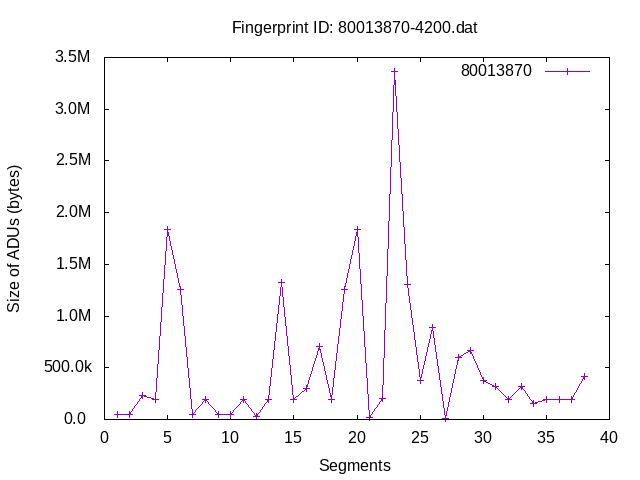 Fingerprint ID: 80013870-4200.dat
3.5M
80013870
3.0M
2.5M
2.0M
1.5M
1.0M
500.0k
0.0
Size of ADUs (bytes)
0 5 10 15 20 25 30 35 40
Segments